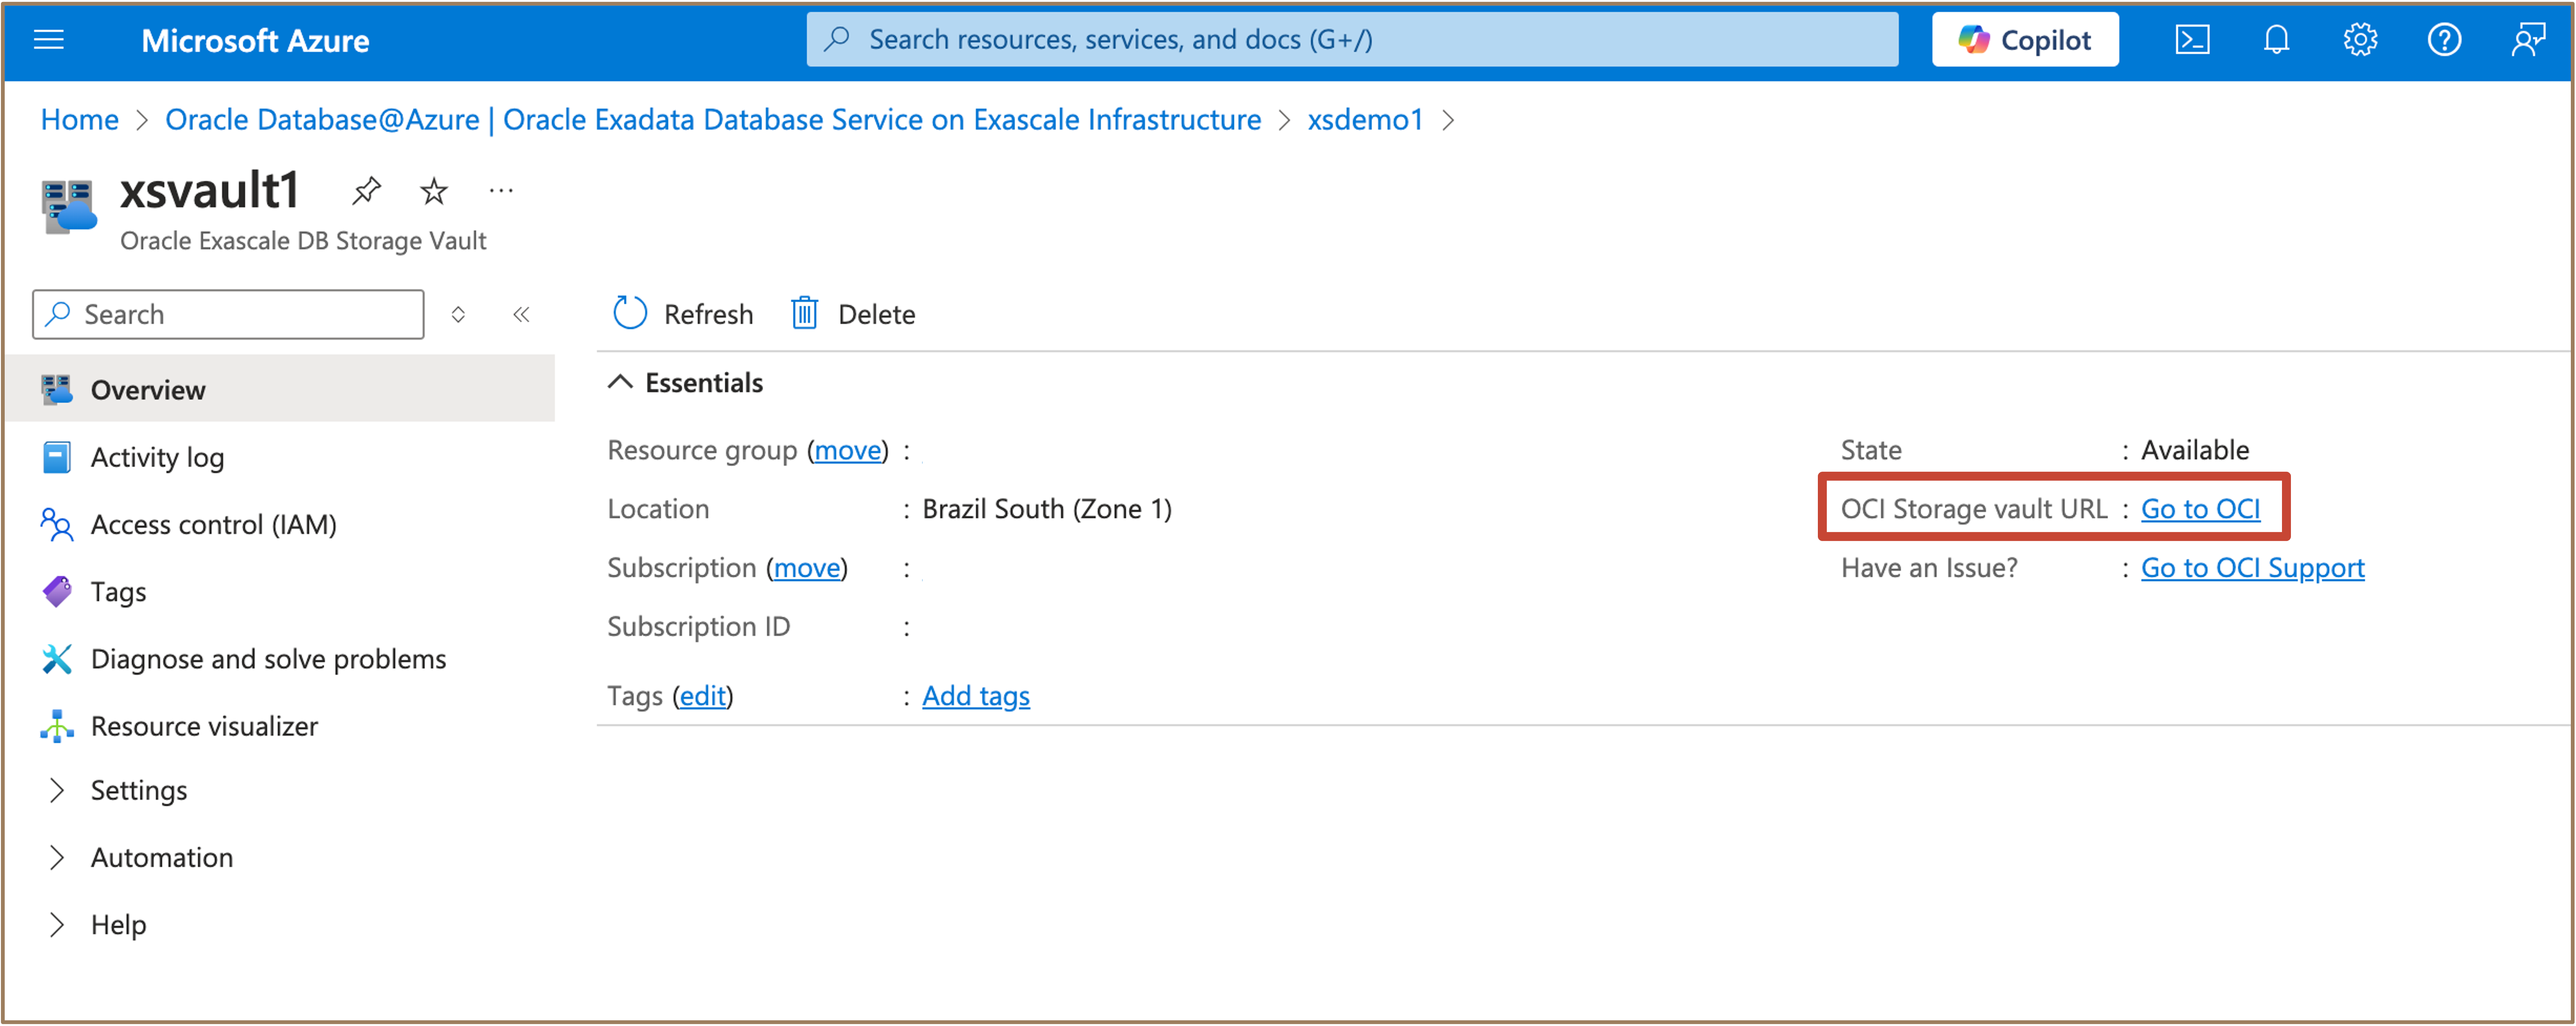 Microsoft Azure
Search resources, services, and docs (G+/)
Copilot
Home > Oracle Database@Azure | Oracle Exadata Database Service on Exascale Infrastructure > xsdemo1 >
xsvault1
...
Oracle Exascale DB Storage Vault
Search
Refresh
Delete
Overview
Activity log
Access control (IAM)
Tags
Diagnose and solve problems
Resource visualizer
Settings
Automation
Help
Essentials
Resource group (move) :
Location : Brazil South (Zone 1)
Subscription (move) :
Subscription ID :
Tags (edit) : Add tags
State : Available
OCI Storage vault URL : Go to OCI
Have an Issue? : Go to OCI Support